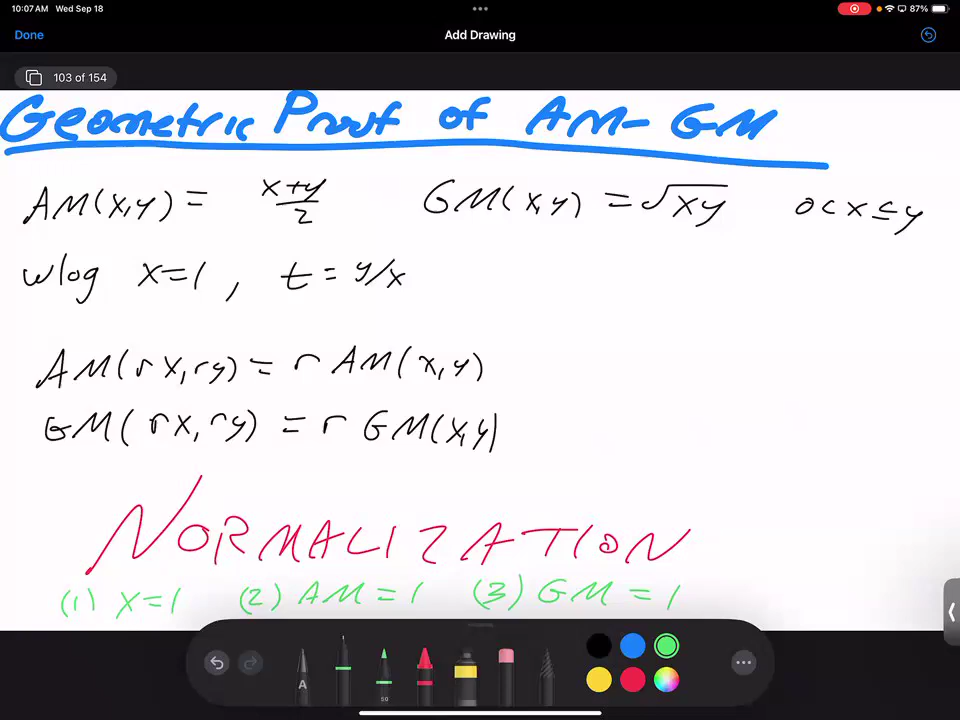 10:07AM Wed Sep 18
87%
Done
Add Drawing
103 of 154
Geometric Proof of AM-GM
AM(x,y) = x+y/2 GM(x,y) = √xy 0<x≤y
wlog x=1, t=y/x
AM(rx,ry) = r AM(x,y)
GM(rx,ry) = r GM(x,y)
NORMALIZATION
(1) x=1 (2) AM=1 (3) GM=1
A
50